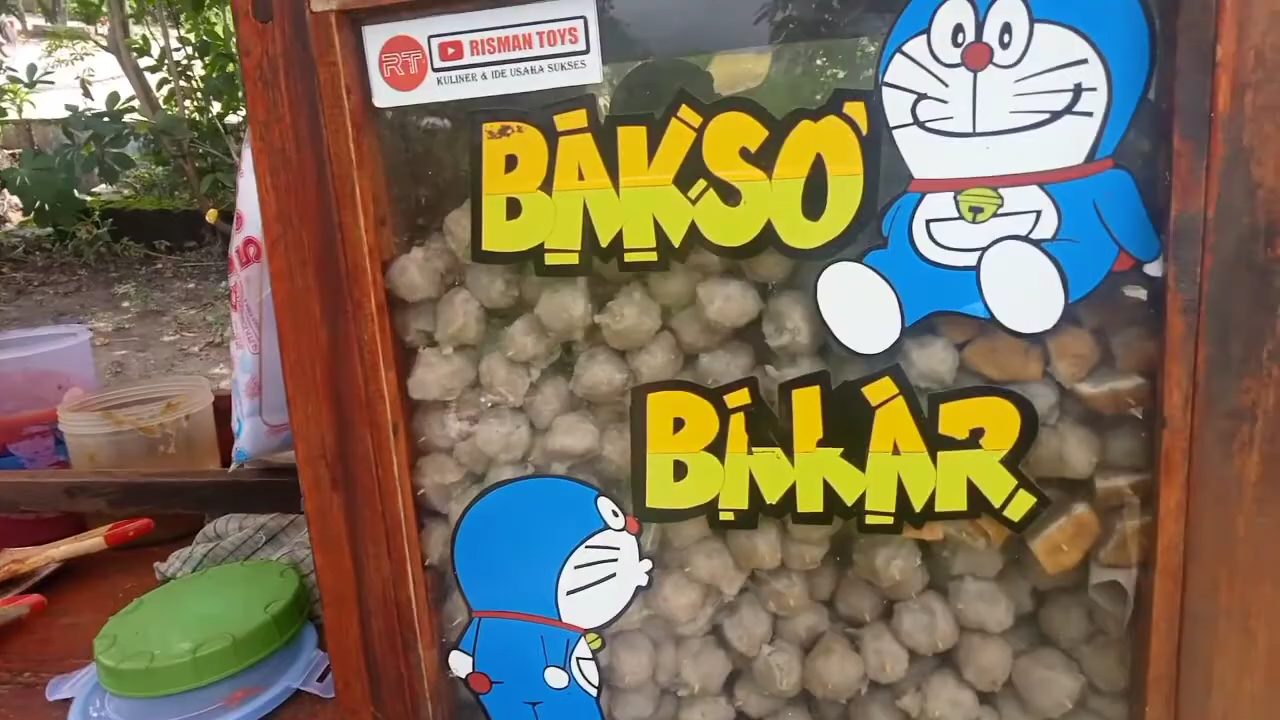 RT
RISMAN TOYS
KULINER & IDE USAHA SUKSES
BAKSO
BAKAR